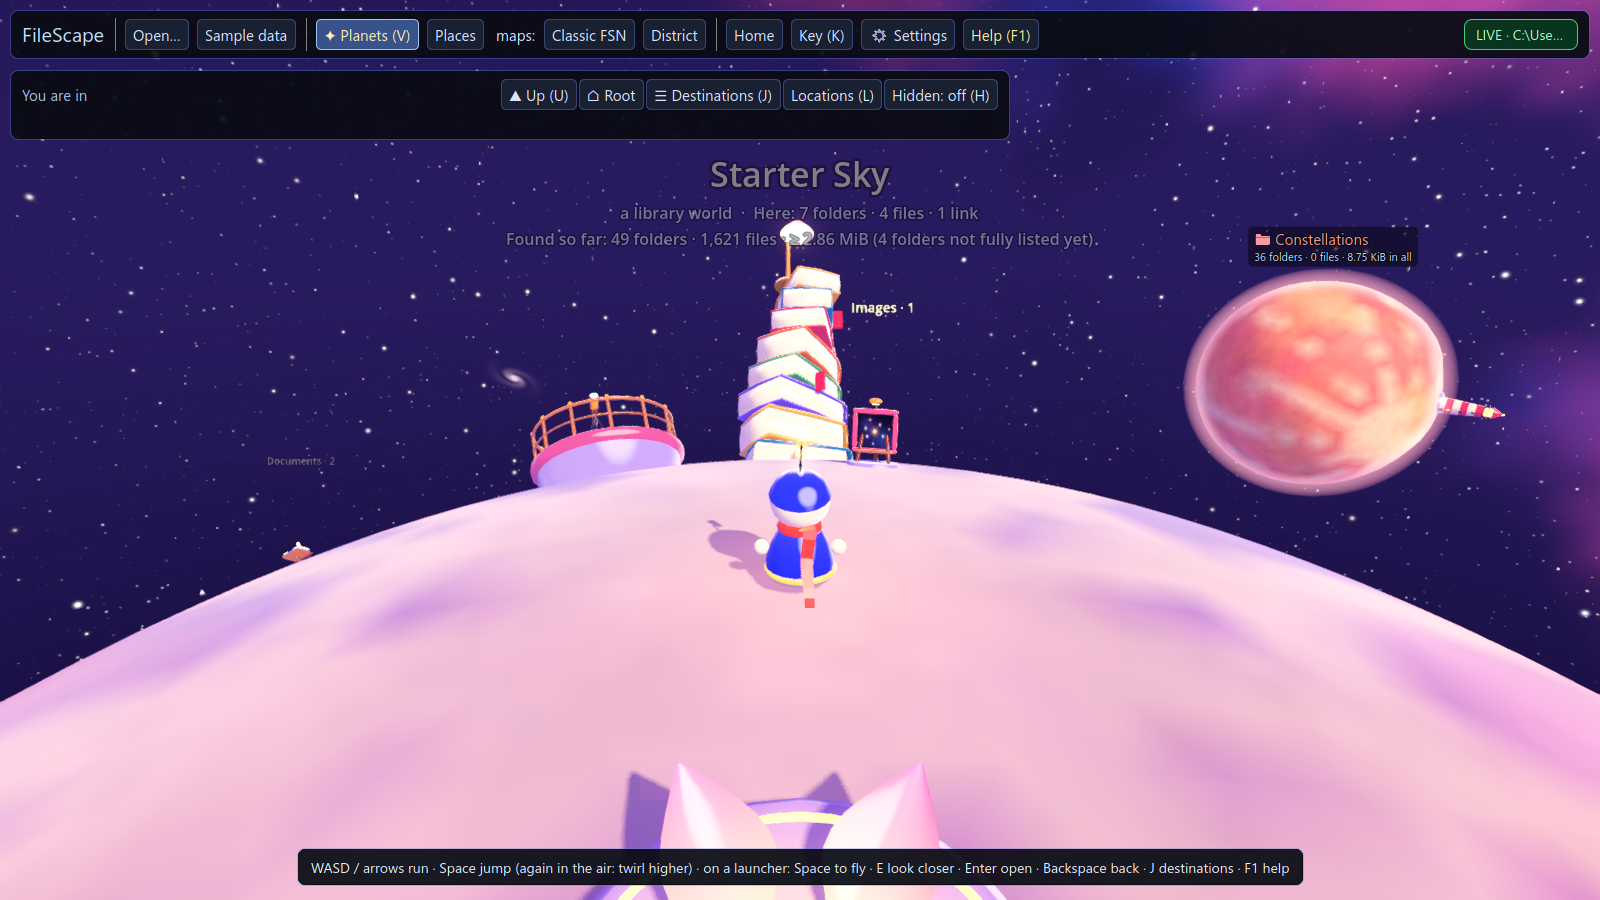 FileScape Open... Sample data ✦ Planets (V) Places maps: Classic FSN District Home Key (K) Settings Help (F1) LIVE · C:\Use...
You are in ▲ Up (U) Root ☰ Destinations (J) Locations (L) Hidden: off (H)
Starter Sky
a library world · Here: 7 folders · 4 files · 1 link
Found so far: 49 folders · 1,621 files · 2.86 MiB (4 folders not fully listed yet).
Constellations
36 folders · 0 files · 8.75 KiB in all
Images · 1
Documents · 2
WASD / arrows run · Space jump (again in the air: twirl higher) · on a launcher: Space to fly · E look closer · Enter open · Backspace back · J destinations · F1 help